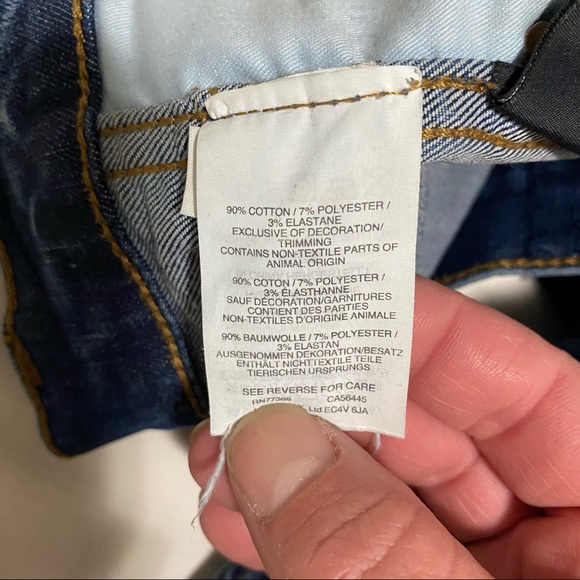 90% COTTON / 7% POLYESTER /
3% ELASTANE
EXCLUSIVE OF DECORATION/
TRIMMING
CONTAINS NON-TEXTILE PARTS OF
ANIMAL ORIGIN
90% COTON / 7% POLYESTER /
3% ÉLASTHANNE
SAUF DÉCORATION/GARNITURES
CONTIENT DES PARTIES
NON-TEXTILES D'ORIGINE ANIMALE
90% BAUMWOLLE / 7% POLYESTER /
3% ELASTAN
AUSGENOMMEN DEKORATION/BESATZ
ENTHÄLT NICHTTEXTILE TEILE
TIERISCHEN URSPRUNGS
SEE REVERSE FOR CARE
RN77388 CA56445
Ltd EC4V 6JA